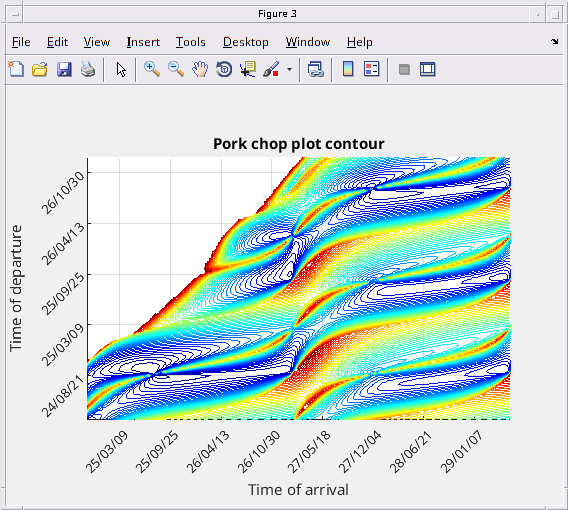 Figure 3
File Edit View Insert Tools Desktop Window Help
Pork chop plot contour
Time of departure
26/10/30
26/04/13
25/09/25
25/03/09
24/08/21
25/03/09 25/09/25 26/04/13 26/10/30 27/05/18 27/12/04 28/06/21 29/01/07
Time of arrival